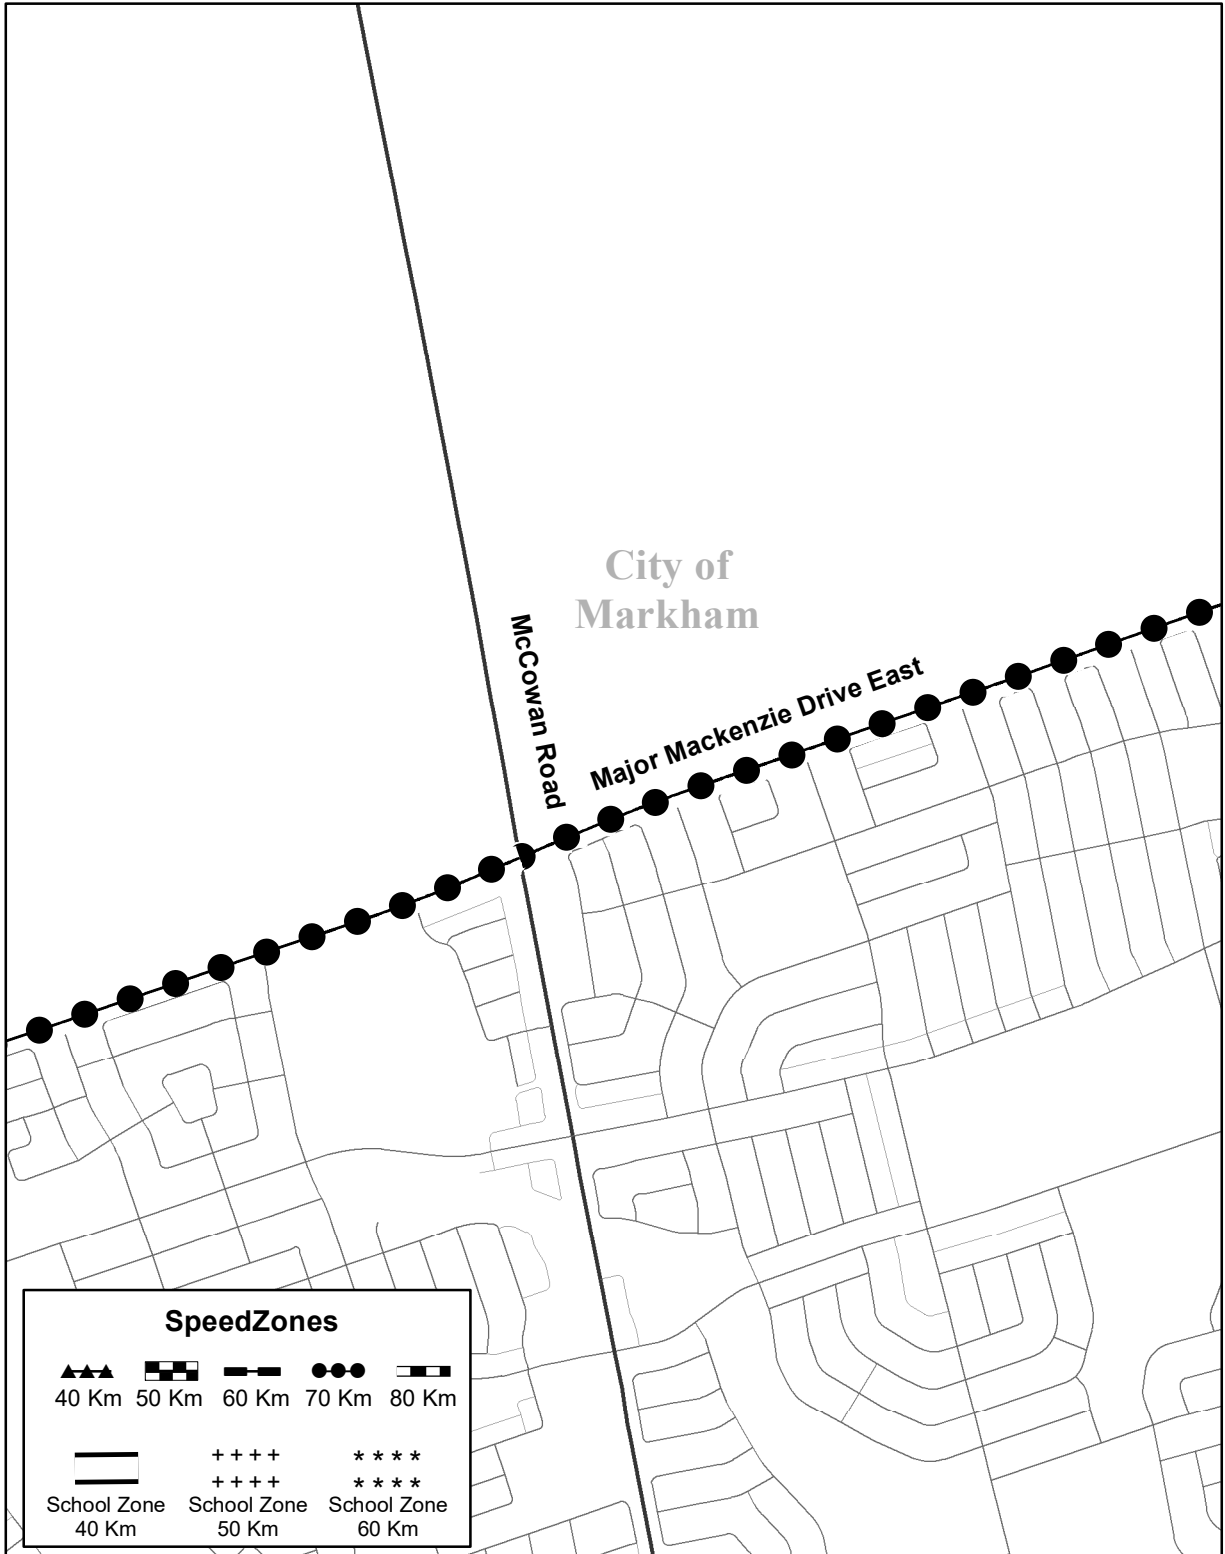 City of
Markham
McCowan Road
Major Mackenzie Drive East
SpeedZones
40 Km 50 Km 60 Km 70 Km 80 Km
School Zone School Zone School Zone
40 Km 50 Km 60 Km